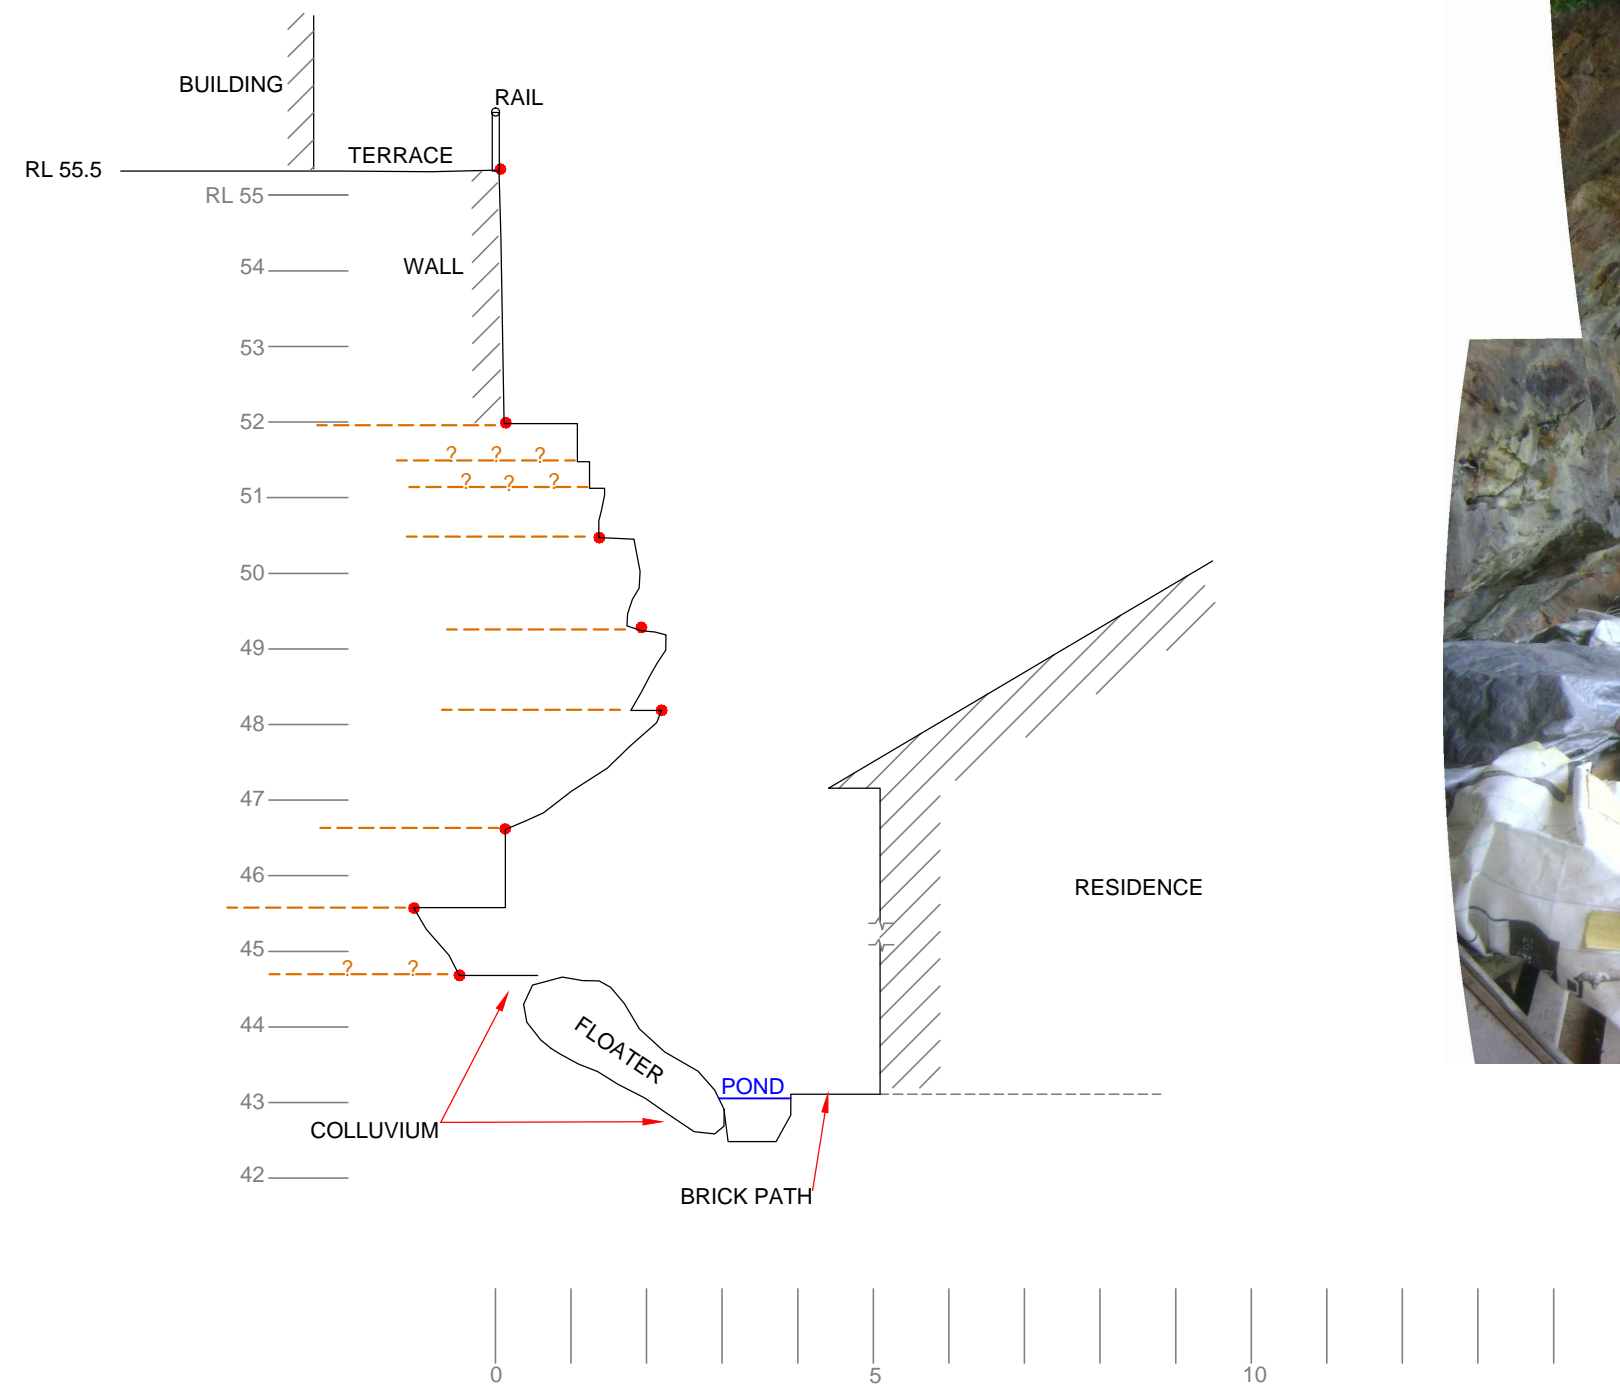 BUILDING
RAIL
TERRACE
RL 55.5
RL 55
54
WALL
53
52
? ? ?
? ? ?
51
50
49
48
47
46
RESIDENCE
45
? ?
44
FLOATER
POND
43
COLLUVIUM
42
BRICK PATH
0 5 10